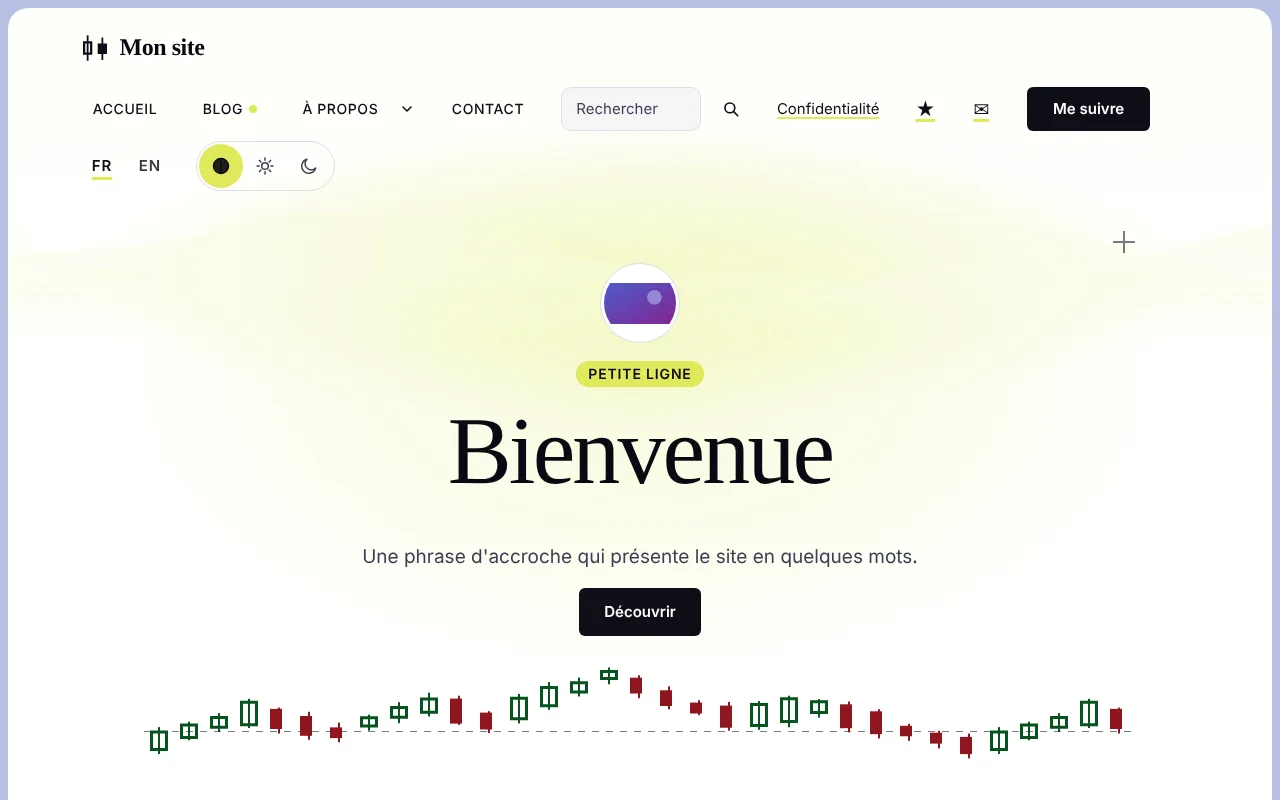 Mon site
ACCUEIL BLOG À PROPOS CONTACT Rechercher Confidentialité ★ ✉ Me suivre
FR EN
PETITE LIGNE
Bienvenue
Une phrase d'accroche qui présente le site en quelques mots.
Découvrir